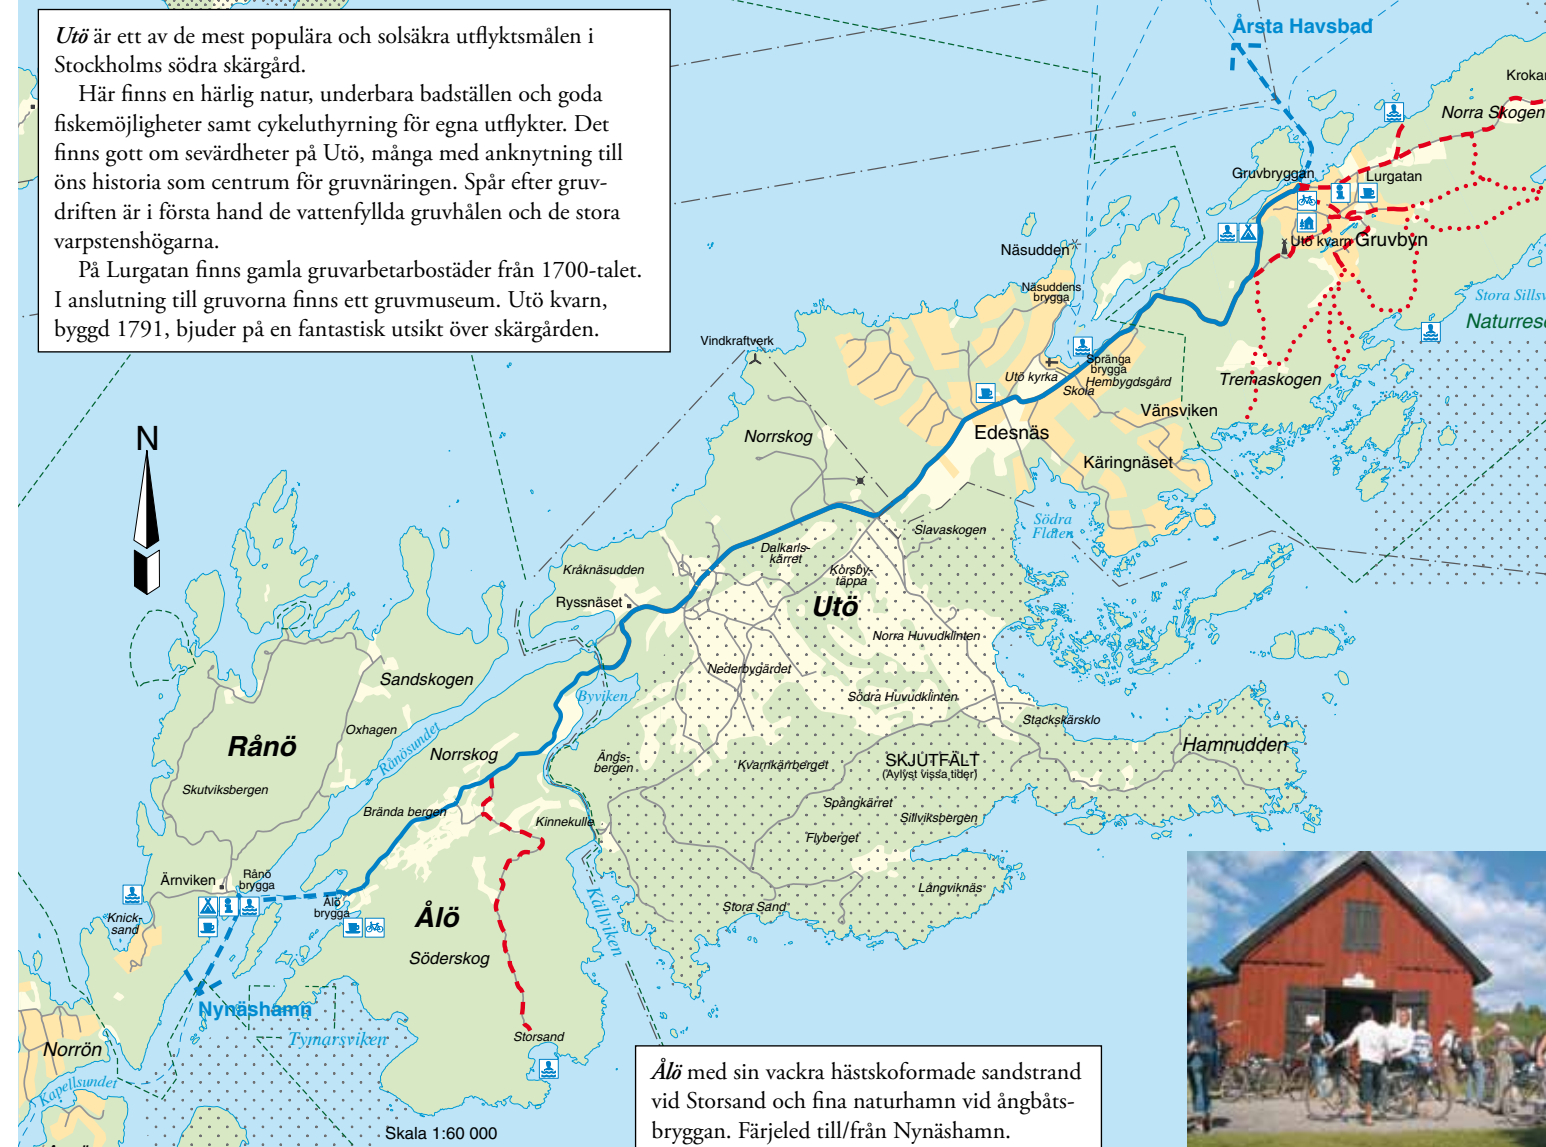 Utö är ett av de mest populära och solsäkra utflyktsmålen i
Stockholms södra skärgård.
Här finns en härlig natur, underbara badställen och goda
fiskemöjligheter samt cykeluthyrning för egna utflykter. Det
finns gott om sevärdheter på Utö, många med anknytning till
öns historia som centrum för gruvnäringen. Spår efter gruv-
driften är i första hand de vattenfyllda gruvhålen och de stora
varpstenshögarna.
På Lurgatan finns gamla gruvarbetarbostäder från 1700-talet.
I anslutning till gruvorna finns ett gruvmuseum. Utö kvarn,
byggd 1791, bjuder på en fantastisk utsikt över skärgården.
Årsta Havsbad
Norra Skogen
Gruvbryggan
Lurgatan
Utö kvarn
Gruvbyn
Näsudden
Näsuddens
brygga
Stora Sillsv
Naturrese
Vindkraftverk
Utö kyrka
Spränga
brygga
Hembygdsgård
Skola
Tremaskogen
Vänsviken
Edesnäs
Käringnäset
N
Norrskog
Södra
Fladen
Slavaskogen
Dalkarls-
kärret
Korsby-
täppa
Kråknäsudden
Ryssnäset
Utö
Norra Huvudklinten
Nederbygärdet
Södra Huvudklinten
Byviken
Sandskogen
Oxhagen
Rånösundet
Rånö
Norrskog
Stackskärsklo
Hamnudden
Ängs-
bergen
Kvarnkärrberget
SKJUTFÄLT
(Avlyst vissa tider)
Skutviksbergen
Brända bergen
Kinnekulle
Spångkärret
Sillviksbergen
Flyberget
Ärnviken
Rånö
brygga
Ålö
brygga
Knick-
sand
Ålö
Söderskog
Källviken
Stora Sand
Långviknäs
Nynäshamn
Tymarsviken
Storsand
Norrön
Kapellsundet
Skala 1:60 000
Ålö med sin vackra hästskoformade sandstrand
vid Storsand och fina naturhamn vid ångbåts-
bryggan. Färjeled till/från Nynäshamn.